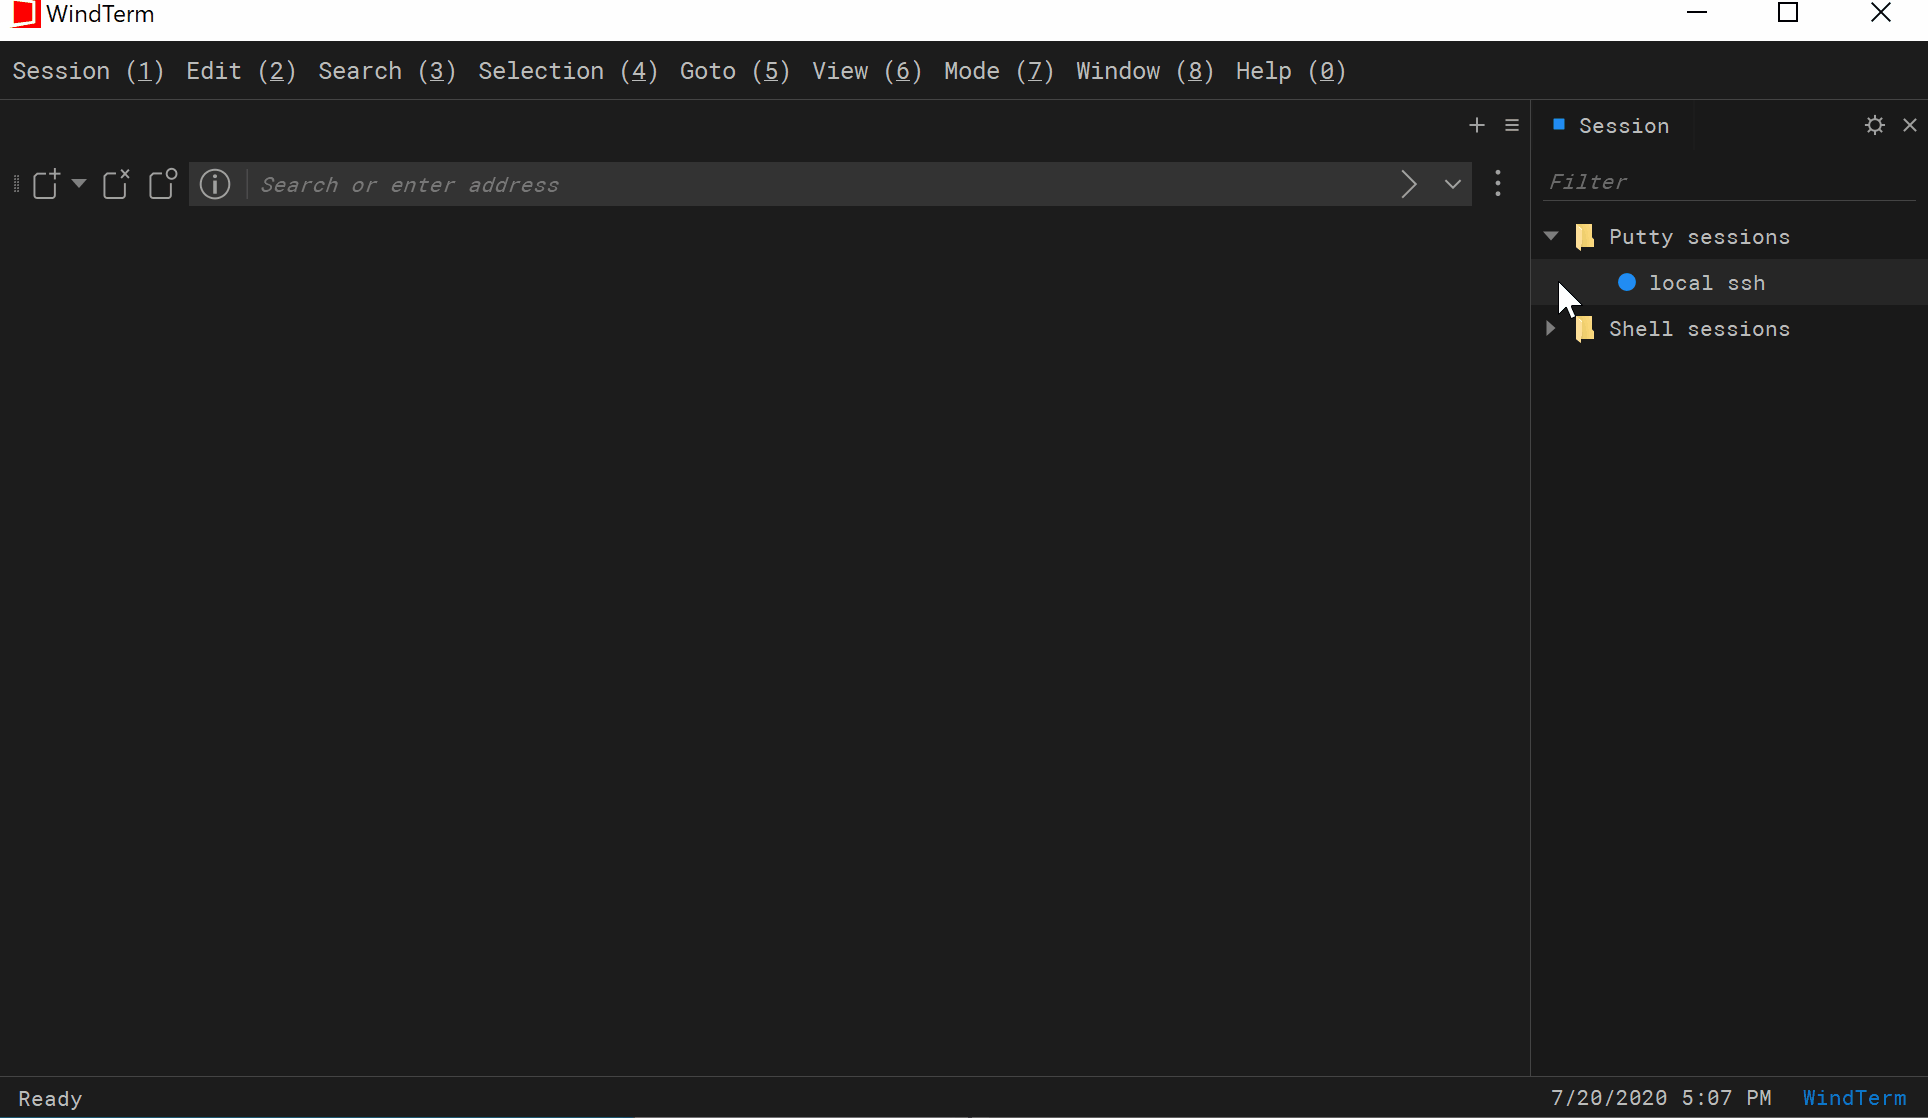 WindTerm
Session (1) Edit (2) Search (3) Selection (4) Goto (5) View (6) Mode (7) Window (8) Help (0)
Session
Search or enter address
Filter
Putty sessions
local ssh
Shell sessions
Ready
7/20/2020 5:07 PM WindTerm